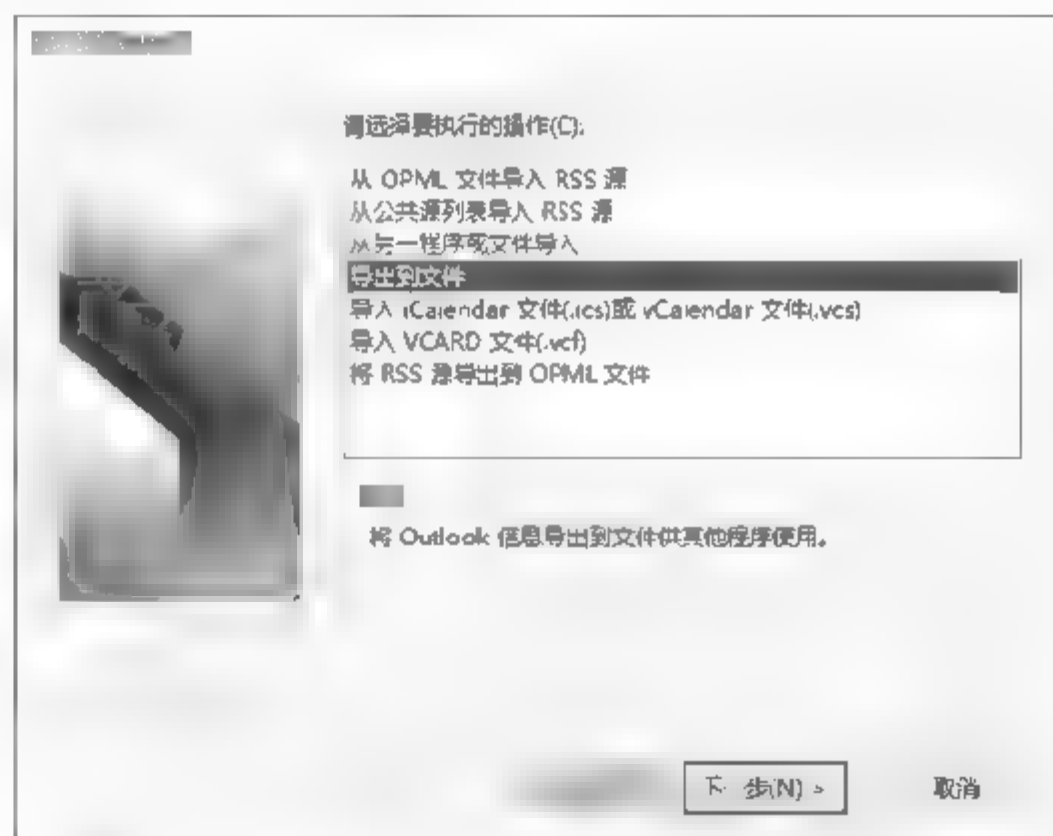 请选择要执行的操作(C):
从 OPML 文件导入 RSS 源
从公共源列表导入 RSS 源
从另一程序或文件导入
导出到文件
导入 iCalendar 文件(.ics)或 vCalendar 文件(.vcs)
导入 VCARD 文件(.vcf)
将 RSS 源导出到 OPML 文件
将 Outlook 信息导出到文件供其他程序使用。
下一步(N) >
取消